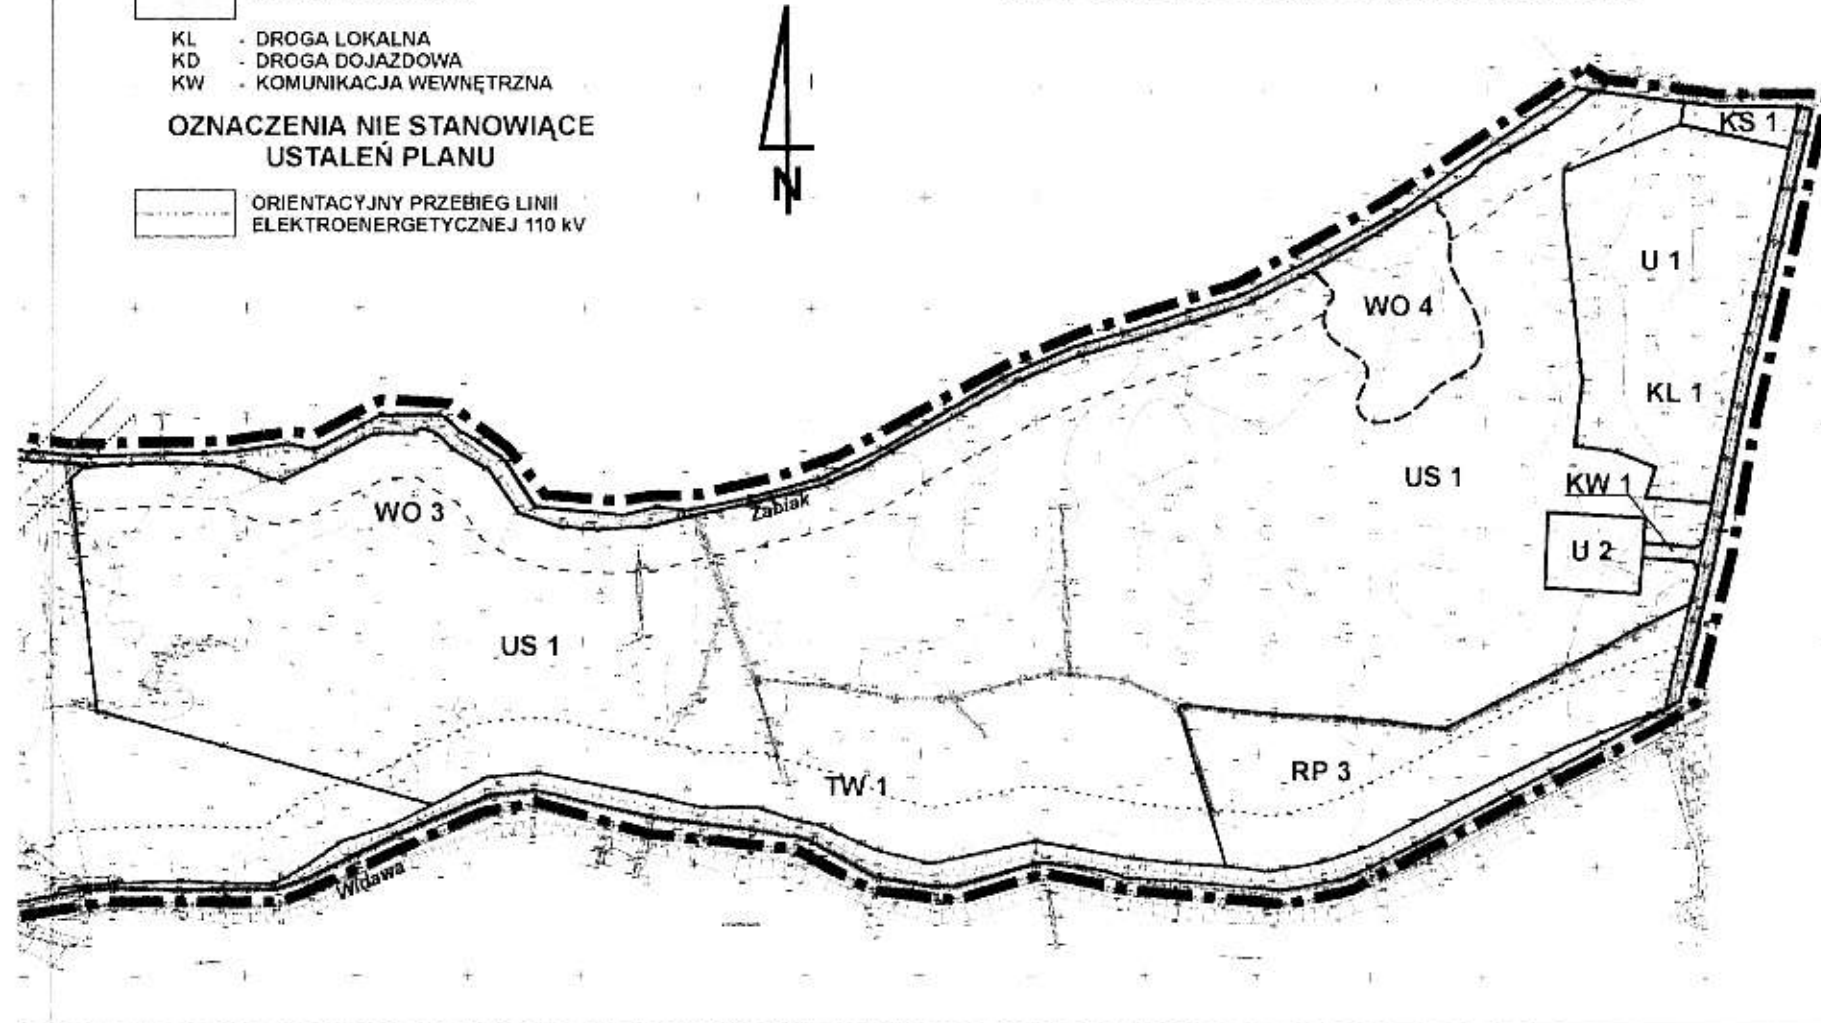 KL - DROGA LOKALNA
KD - DROGA DOJAZDOWA
KW - KOMUNIKACJA WEWNĘTRZNA
OZNACZENIA NIE STANOWIĄCE
USTALEŃ PLANU
ORIENTACYJNY PRZEBIEG LINII
ELEKTROENERGETYCZNEJ 110 kV
N
KS 1
U 1
WO 4
KL 1
US 1
KW 1
WO 3
Żabiak
U 2
US 1
RP 3
TW 1
Widawa